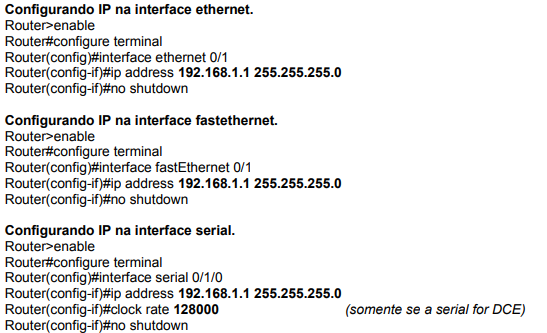 Configurando IP na interface ethernet.
Router>enable
Router#configure terminal
Router(config)#interface ethernet 0/1
Router(config-if)#ip address 192.168.1.1 255.255.255.0
Router(config-if)#no shutdown
Configurando IP na interface fastethernet.
Router>enable
Router#configure terminal
Router(config)#interface fastEthernet 0/1
Router(config-if)#ip address 192.168.1.1 255.255.255.0
Router(config-if)#no shutdown
Configurando IP na interface serial.
Router>enable
Router#configure terminal
Router(config)#interface serial 0/1/0
Router(config-if)#ip address 192.168.1.1 255.255.255.0
Router(config-if)#clock rate 128000 (somente se a serial for DCE)
Router(config-if)#no shutdown